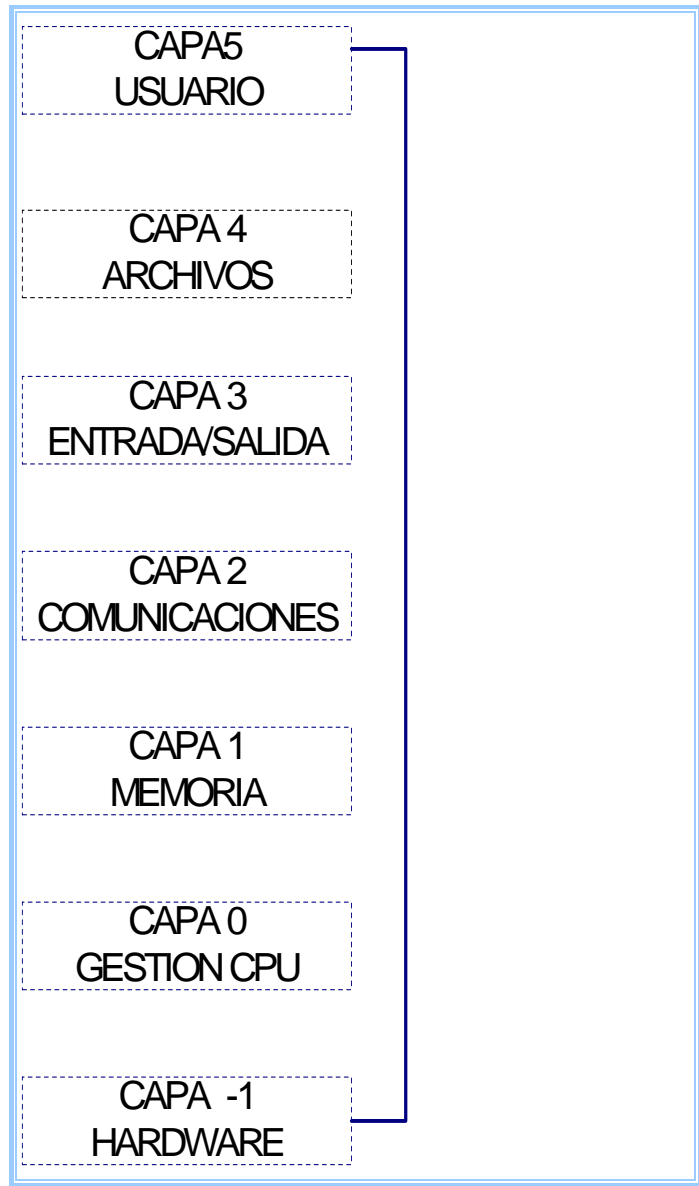 CAPA5
USUARIO
CAPA 4
ARCHIVOS
CAPA 3
ENTRADA/SALIDA
CAPA 2
COMUNICACIONES
CAPA 1
MEMORIA
CAPA 0
GESTION CPU
CAPA -1
HARDWARE